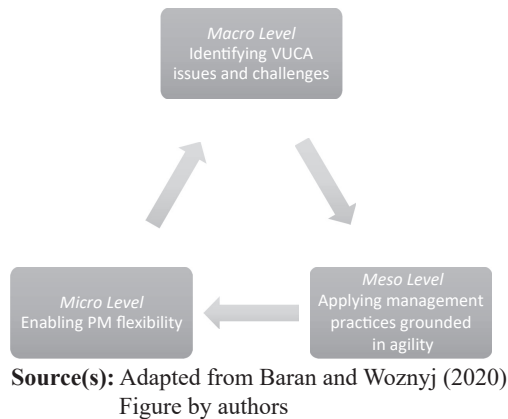 Macro Level
Identifying VUCA
issues and challenges
Micro Level
Enabling PM flexibility
Meso Level
Applying management
practices grounded
in agility
Source(s): Adapted from Baran and Woznyj (2020)
Figure by authors